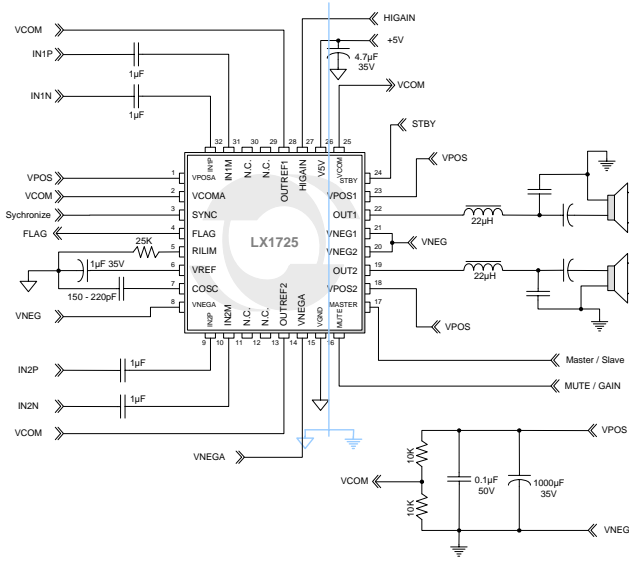 HIGAIN
VCOM
+5V
IN1P
4.7µF
35V
1µF
VCOM
IN1N
1µF
STBY
32 31 30 29 28 27 26 25
IN1P
IN1M
N.C.
N.C.
OUTREF1
HIGAIN
V5V
VCOM
VPOS
VPOS 1 VPOSA
STBY 24
VCOM 2 VCOMA
VPOS1 23
Sychronize 3 SYNC
OUT1 22
22µH
FLAG 4 FLAG
VNEG1 21
LX1725
VNEG
25K
5 RILIM
VNEG2 20
1µF 35V
6 VREF
OUT2 19
22µH
150 - 220pF
7 COSC
VPOS2 18
VNEG 8 VNEGA
MASTER 17
VPOS
IN2P
IN2M
N.C.
N.C.
OUTREF2
VNEGA
VGND
MUTE
9 10 11 12 13 14 15 16
Master / Slave
IN2P
1µF
MUTE / GAIN
IN2N
1µF
VCOM
VNEGA
VPOS
10K
VCOM
0.1µF
50V
1000µF
35V
10K
VNEG